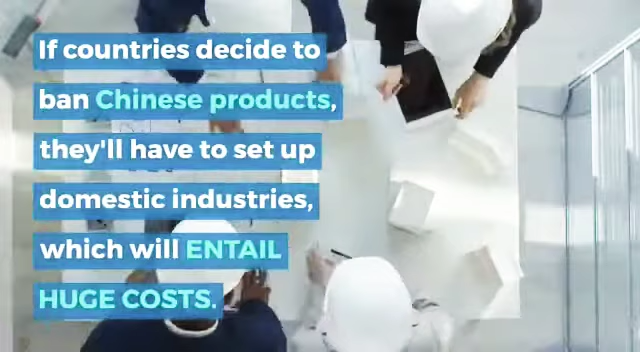 If countries decide to
ban Chinese products,
they'll have to set up
domestic industries,
which will ENTAIL
HUGE COSTS.